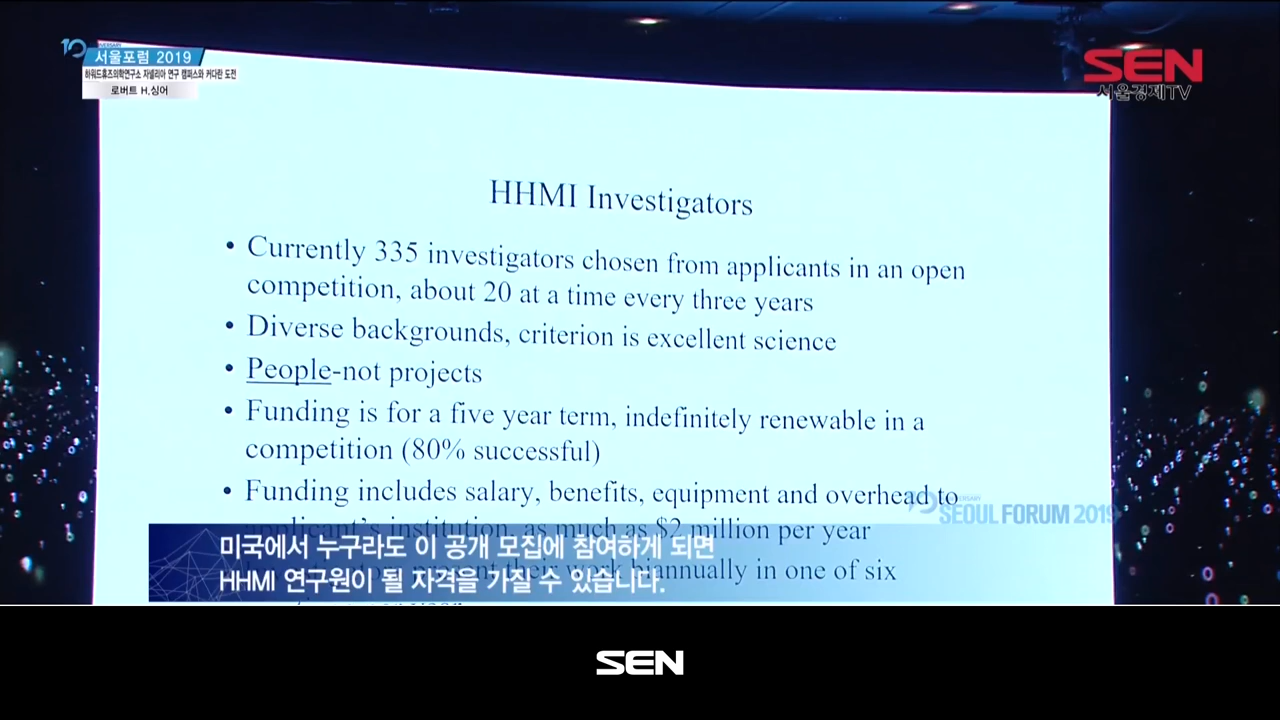 10
서울포럼 2019
하워드휴즈의학연구소 자넬리아 연구 캠퍼스와 커다란 도전
로버트 H.싱어
SEN
서울경제TV
HHMI Investigators
• Currently 335 investigators chosen from applicants in an open
competition, about 20 at a time every three years
• Diverse backgrounds, criterion is excellent science
• People-not projects
• Funding is for a five year term, indefinitely renewable in a
competition (80% successful)
• Funding includes salary, benefits, equipment and overhead to
applicant's institution, as much as $2 million per year
present their work biannually in one of six
SEOUL FORUM 2019
미국에서 누구라도 이 공개 모집에 참여하게 되면
HHMI 연구원이 될 자격을 가질 수 있습니다.
SEN